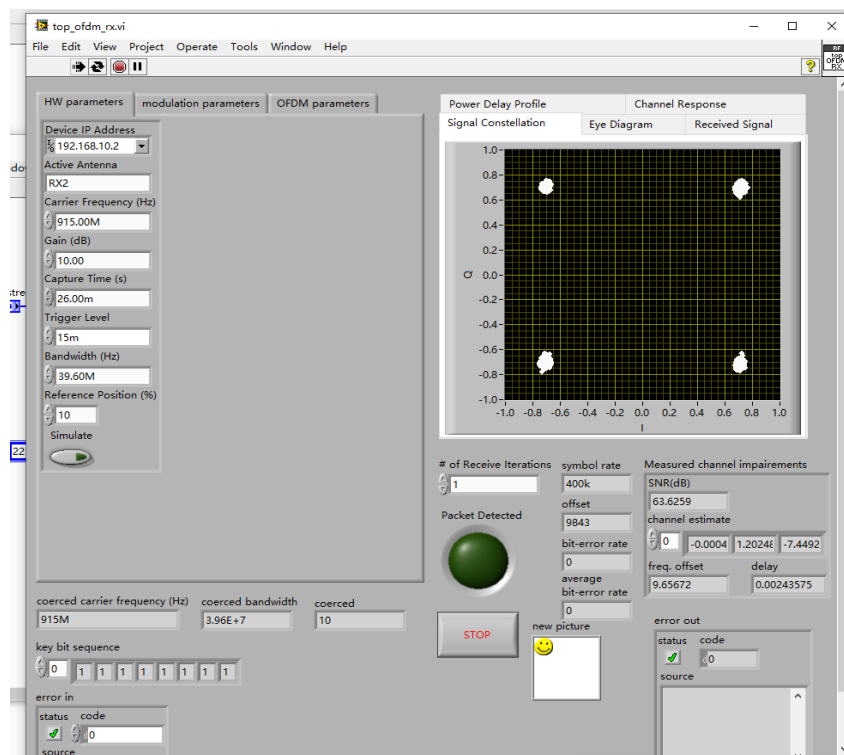 top_ofdm_rx.vi
File Edit View Project Operate Tools Window Help
RF
top
OFDM
RX
HW parameters modulation parameters OFDM parameters
Device IP Address
192.168.10.2
Active Antenna
RX2
Carrier Frequency (Hz)
915.00M
Gain (dB)
10.00
Capture Time (s)
26.00m
Trigger Level
15m
Bandwidth (Hz)
39.60M
Reference Position (%)
10
Simulate
Power Delay Profile Channel Response
Signal Constellation Eye Diagram Received Signal
1.0
0.8
0.6
0.4
0.2
0.0
-0.2
-0.4
-0.6
-0.8
-1.0
Q
-1.0 -0.8 -0.6 -0.4 -0.2 0.0 0.2 0.4 0.6 0.8 1.0
I
# of Receive Iterations
1
Packet Detected
symbol rate
400k
offset
9843
bit-error rate
0
average
bit-error rate
0
Measured channel impairements
SNR(dB)
63.6259
channel estimate
0 -0.0004 1.2024 -7.4492
freq. offset delay
9.65672 0.00243575
coerced carrier frequency (Hz) coerced bandwidth coerced
915M 3.96E+7 10
key bit sequence
0 1 1 1 1 1 1 1 1
STOP
new picture
error in
status code
0
source
error out
status code
0
source
22